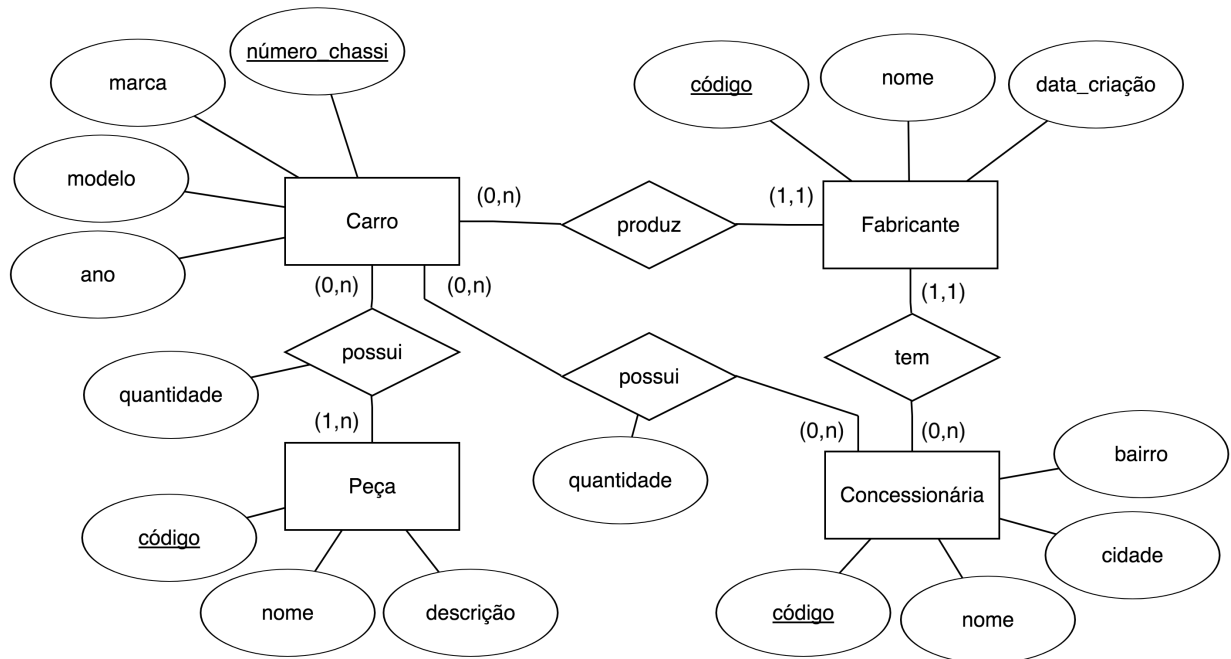 número_chassi
marca
modelo
ano
Carro
(0,n)
produz
(1,1)
Fabricante
código
nome
data_criação
(0,n)
(0,n)
(1,1)
possui
quantidade
(1,n)
Peça
código
nome
descrição
possui
quantidade
(0,n)
tem
(0,n)
Concessionária
bairro
cidade
código
nome